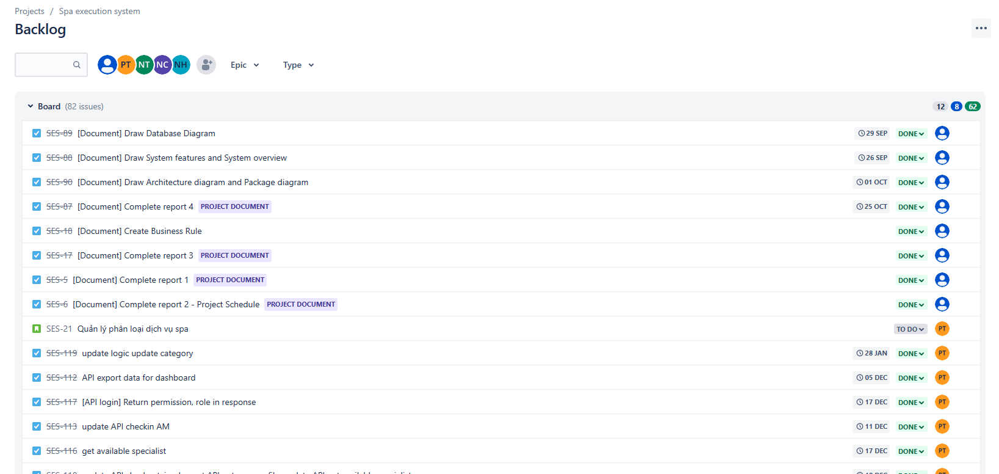 Projects / Spa execution system
Backlog
PT NT NC NH Epic Type
Board (82 issues) 12 8 62
SES-89 [Document] Draw Database Diagram 29 SEP DONE
SES-88 [Document] Draw System features and System overview 26 SEP DONE
SES-90 [Document] Draw Architecture diagram and Package diagram 01 OCT DONE
SES-87 [Document] Complete report 4 PROJECT DOCUMENT 25 OCT DONE
SES-18 [Document] Create Business Rule DONE
SES-17 [Document] Complete report 3 PROJECT DOCUMENT DONE
SES-5 [Document] Complete report 1 PROJECT DOCUMENT DONE
SES-6 [Document] Complete report 2 - Project Schedule PROJECT DOCUMENT DONE
SES-21 Quản lý phân loại dịch vụ spa TO DO PT
SES-119 update logic update category 28 JAN DONE PT
SES-112 API export data for dashboard 05 DEC DONE PT
SES-117 [API login] Return permission, role in response 17 DEC DONE PT
SES-113 update API checkin AM 11 DEC DONE PT
SES-116 get available specialist 17 DEC DONE PT